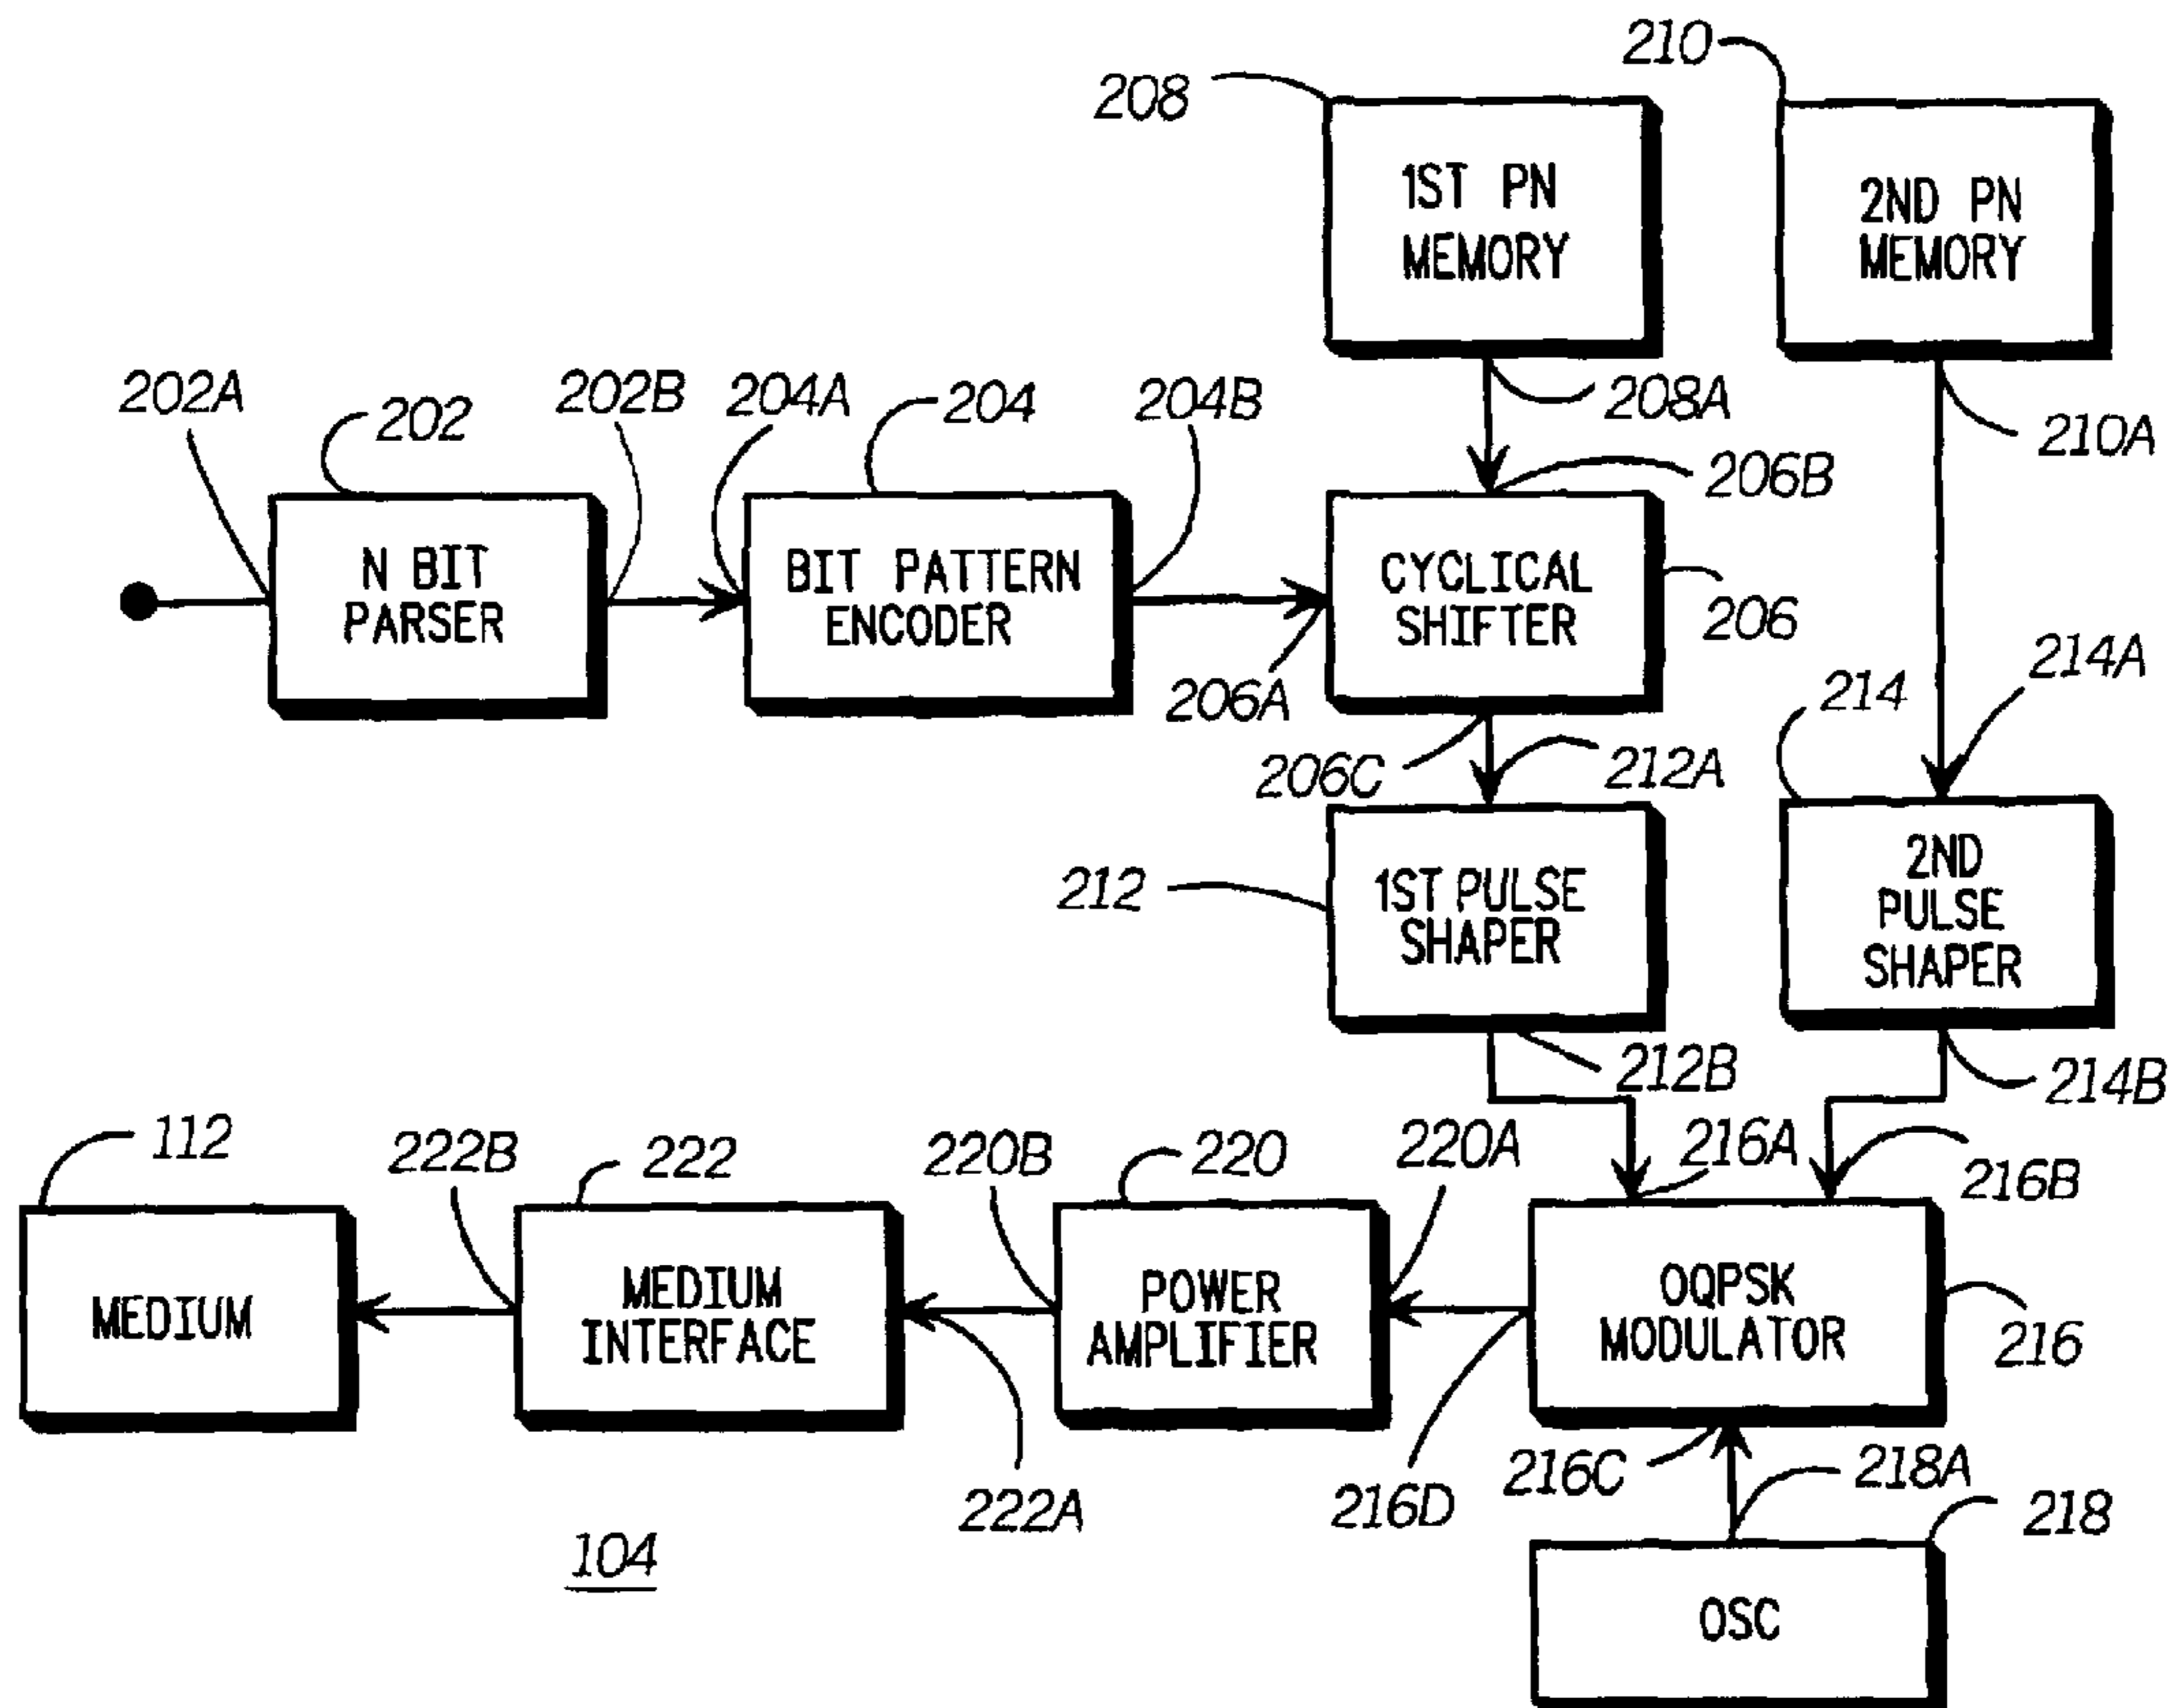 210
208
1ST PN
MEMORY
2ND PN
MEMORY
202A
202
202B
204A
204
204B
208A
210A
206B
N BIT
PARSER
BIT PATTERN
ENCODER
CYCLICAL
SHIFTER
206
206A
214A
214
206C
212A
212
1ST PULSE
SHAPER
2ND
PULSE
SHAPER
212B
214B
112
222B
222
220B
220
220A
216A
216B
MEDIUM
MEDIUM
INTERFACE
POWER
AMPLIFIER
OQPSK
MODULATOR
216
222A
216D
216C
218A
218
104
OSC